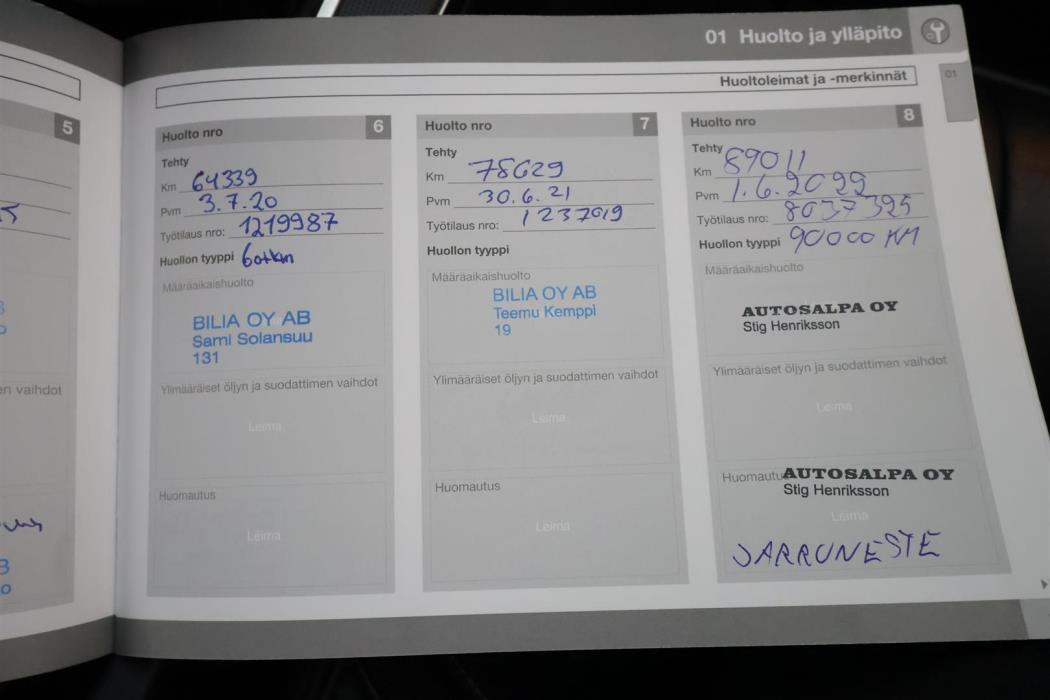 01 Huolto ja ylläpito
Huoltoleimat ja -merkinnät
01
5
en vaihdot
Huolto nro 6
Tehty
Km 64339
Pvm 3.7.20
Työtilaus nro: 1219987
Huollon tyyppi
Määräaikaishuolto
BILIA OY AB
Sami Solansuu
131
Ylimääräiset öljyn ja suodattimen vaihdot
Leima
Huomautus
Leima
Huolto nro 7
Tehty
Km 78629
Pvm 30.6.21
Työtilaus nro: 1237019
Huollon tyyppi
Määräaikaishuolto
BILIA OY AB
Teemu Kemppi
19
Ylimääräiset öljyn ja suodattimen vaihdot
Leima
Huomautus
Leima
Huolto nro 8
Tehty
Km 89011
Pvm 1.6.2022
Työtilaus nro: 8037395
Huollon tyyppi 90000 KM
Määräaikaishuolto
AUTOSALPA OY
Stig Henriksson
Ylimääräiset öljyn ja suodattimen vaihdot
Leima
Huomautu AUTOSALPA OY
Stig Henriksson
Leima
JARRUNESTE